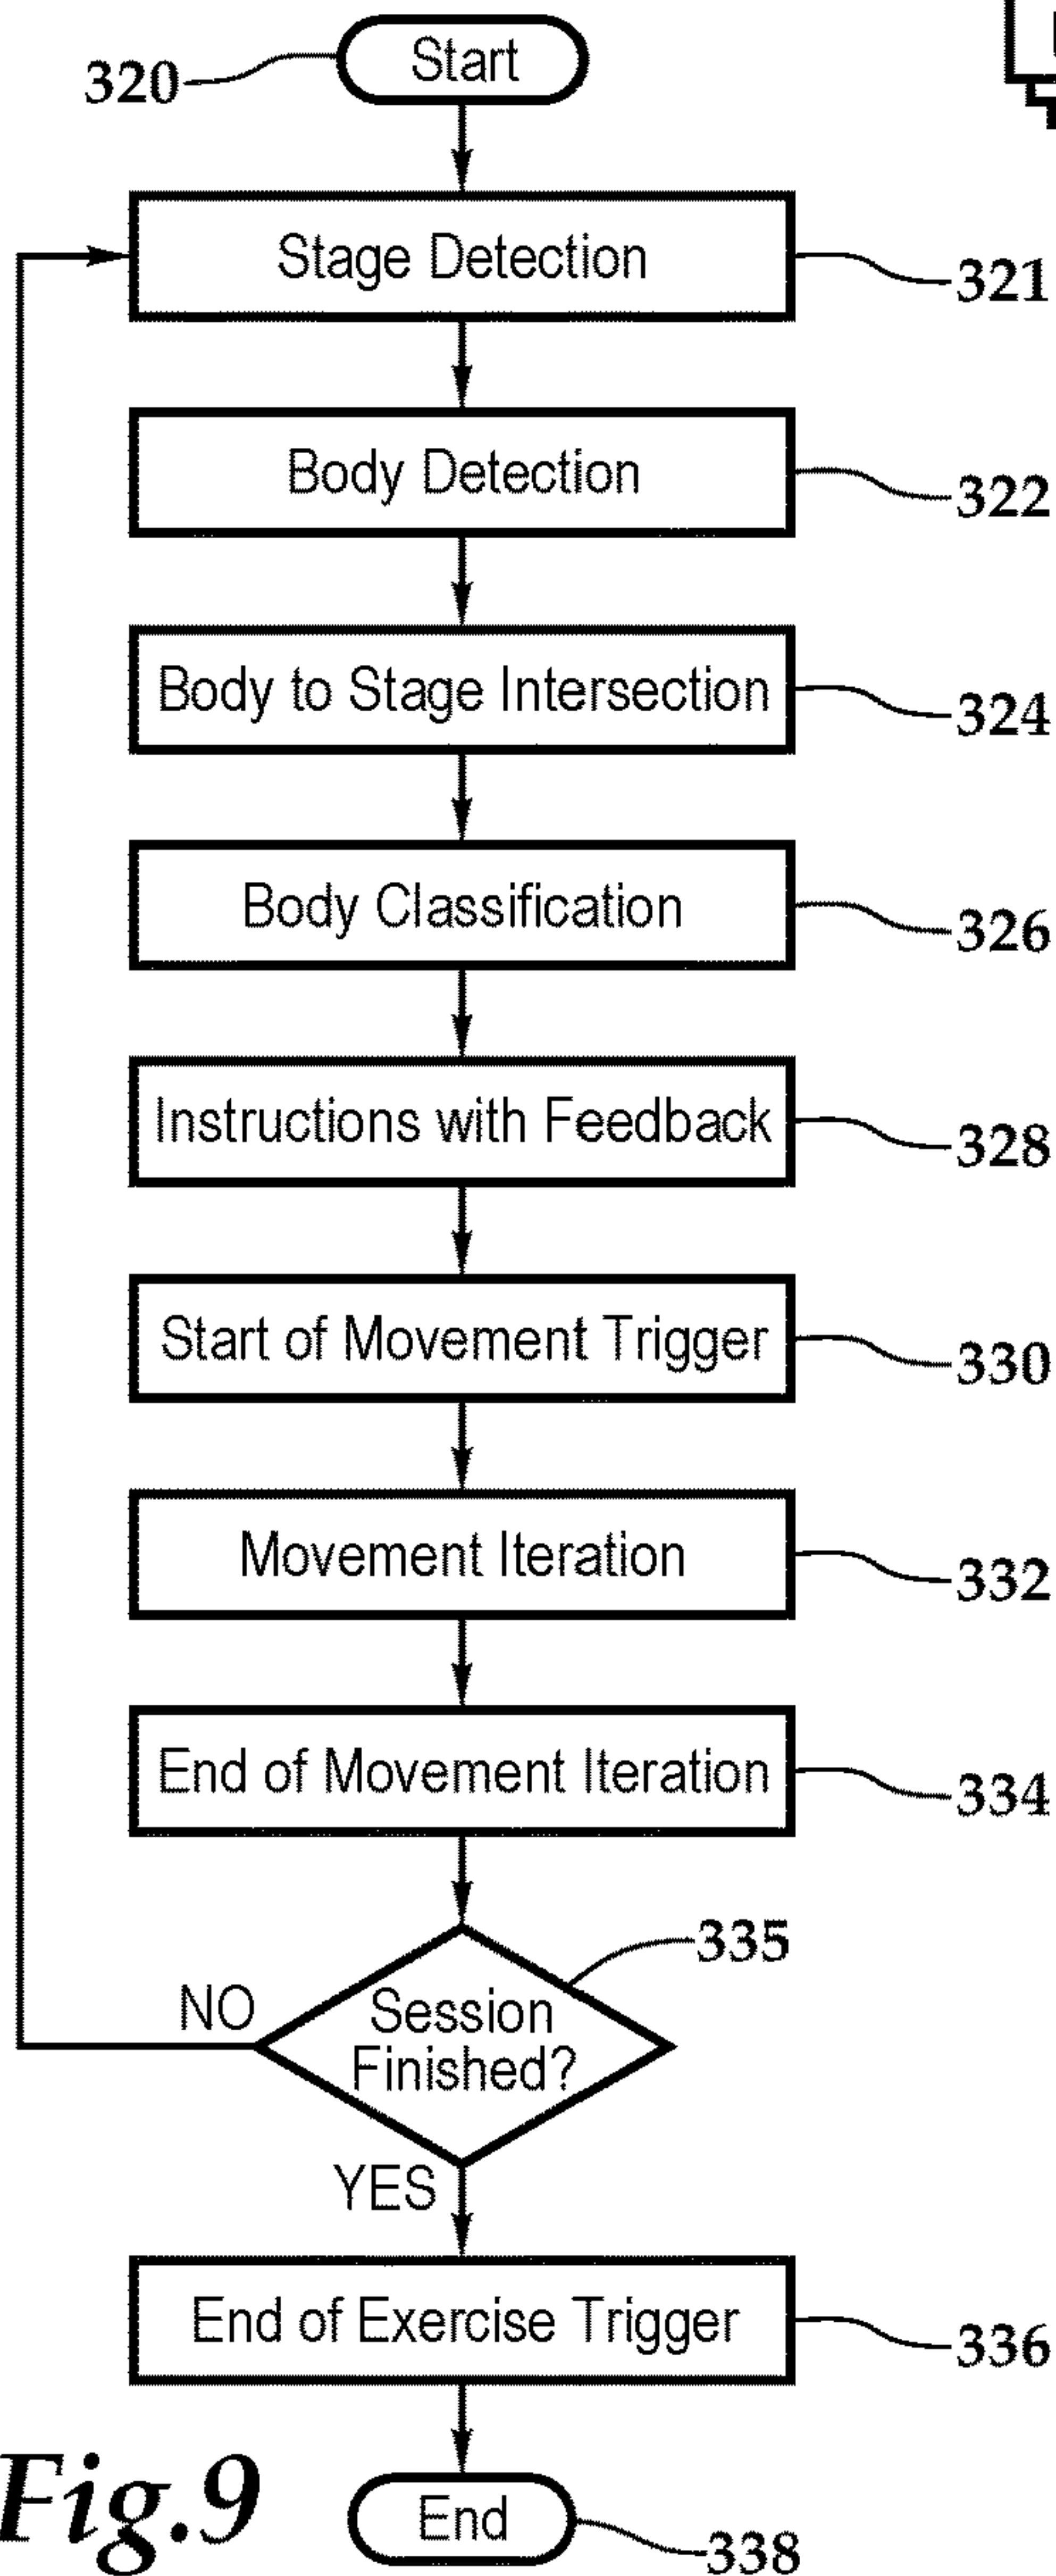 Start
320
Stage Detection
321
Body Detection
322
Body to Stage Intersection
324
Body Classification
326
Instructions with Feedback
328
Start of Movement Trigger
330
Movement Iteration
332
End of Movement Iteration
334
335
Session
Finished?
NO
YES
End of Exercise Trigger
336
Fig.9
End
338